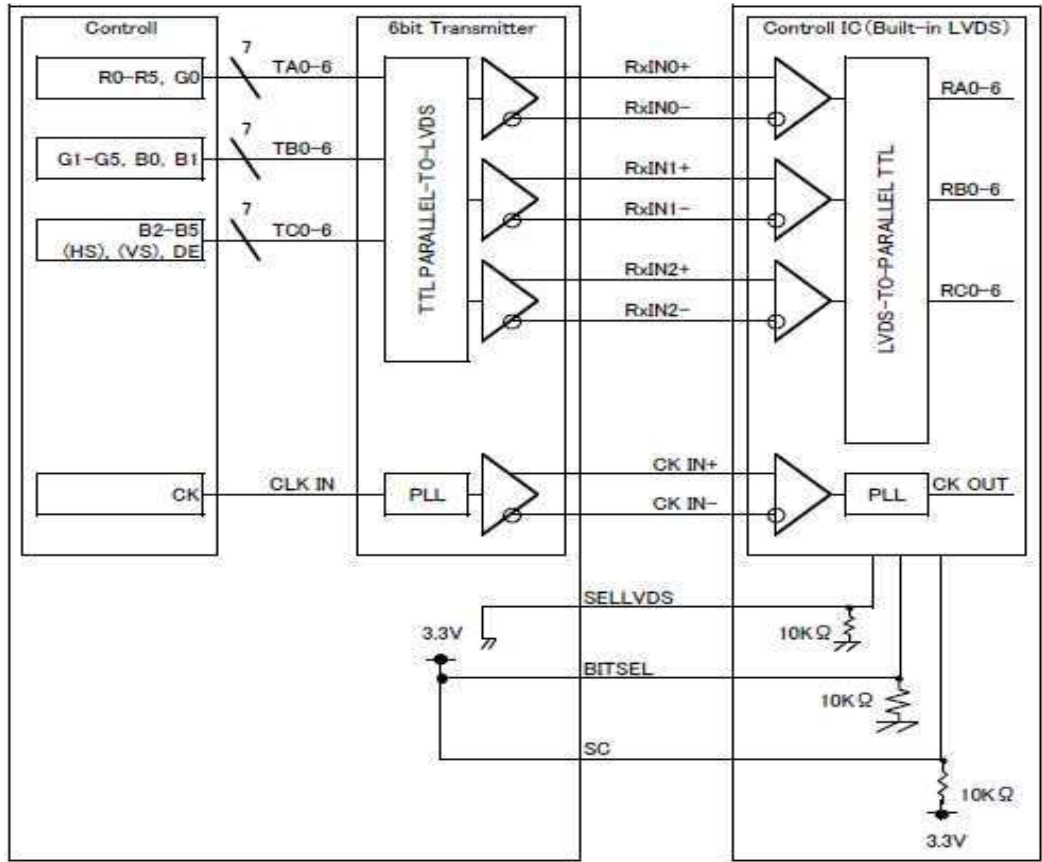 Controll
6bit Transmitter
Controll IC(Built-in LVDS)
R0-R5, G0
7
TA0-6
RxIN0+
RxIN0-
RA0-6
G1-G5, B0, B1
7
TB0-6
RxIN1+
RxIN1-
RB0-6
B2-B5
(HS), (VS), DE
7
TC0-6
RxIN2+
RxIN2-
RC0-6
TTL PARALLEL-TO-LVDS
LVDS-TO-PARALLEL TTL
CK
CLK IN
PLL
CK IN+
CK IN-
PLL
CK OUT
SELLVDS
10KΩ
3.3V
BITSEL
10KΩ
SC
10KΩ
3.3V